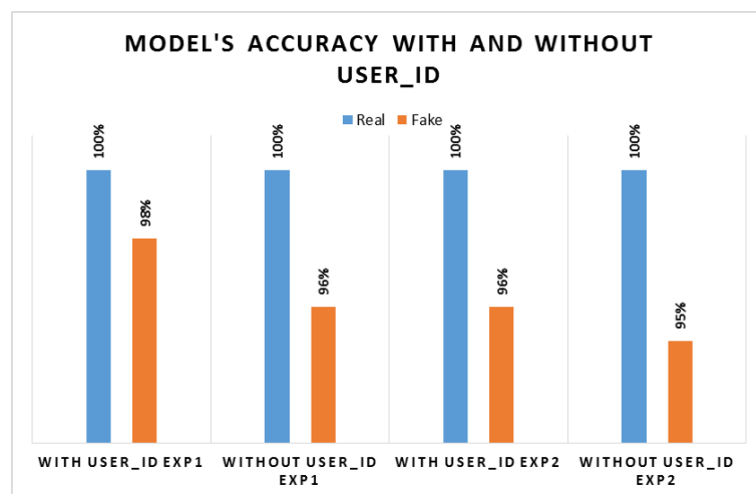 MODEL'S ACCURACY WITH AND WITHOUT
USER_ID
Real Fake
100%
98%
100%
96%
100%
96%
100%
95%
WITH USER_ID EXP1
WITHOUT USER_ID
EXP1
WITH USER_ID EXP2
WITHOUT USER_ID
EXP2